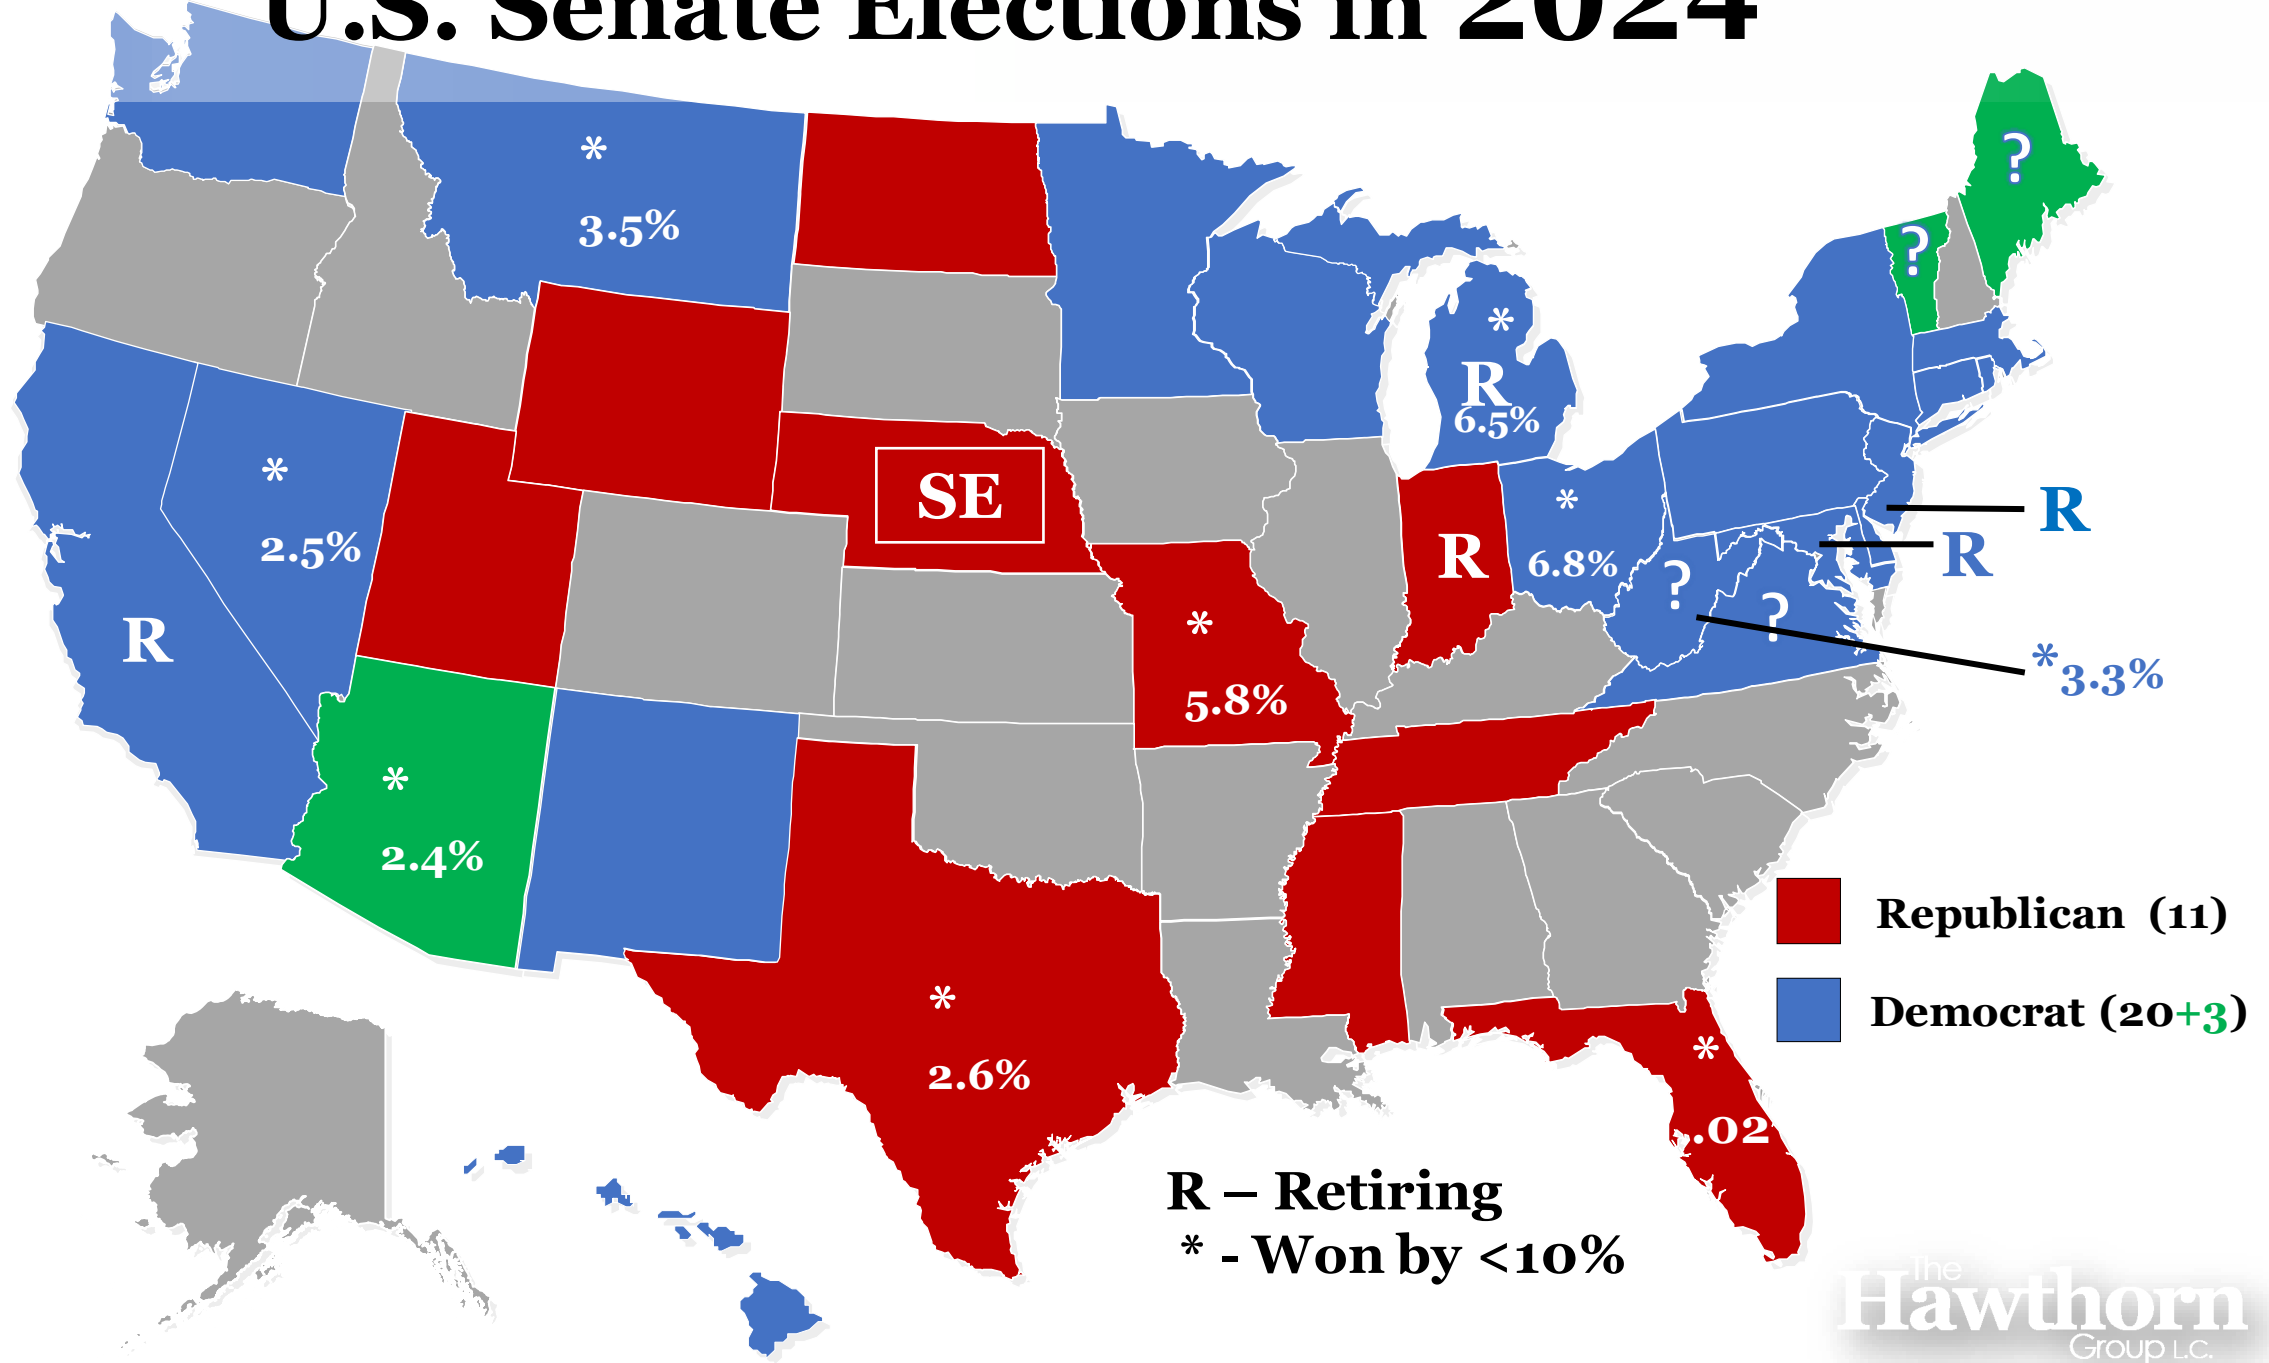 U.S. Senate Elections in 2024
*
3.5%
?
?
*
R
6.5%
*
2.5%
SE
*
6.8%
R
R
R
R
?
?
*3.3%
*
5.8%
*
2.4%
*
2.6%
*
.02
Republican (11)
Democrat (20+3)
R – Retiring
* - Won by <10%
The
Hawthorn
Group L.C.